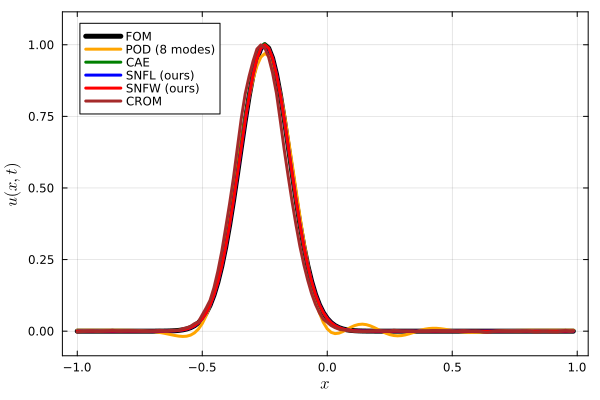 FOM
POD (8 modes)
CAE
SNFL (ours)
SNFW (ours)
CROM
1.00
0.75
0.50
0.25
0.00
u(x, t)
−1.0
−0.5
0.0
0.5
1.0
x